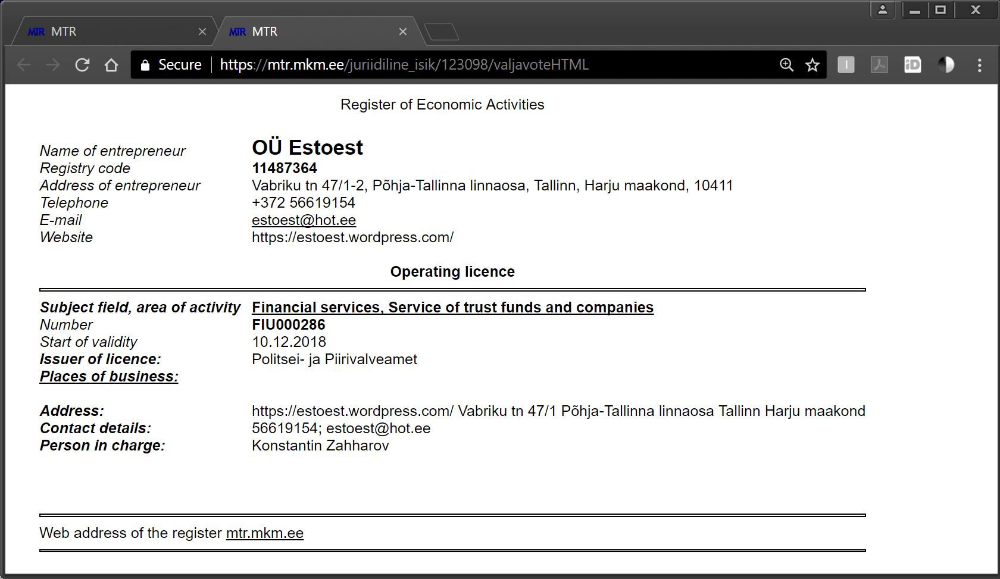 MTR MTR
MTR MTR
Secure https://mtr.mkm.ee/juriidiline_isik/123098/valjavoteHTML
Register of Economic Activities
Name of entrepreneur OÜ Estoest
Registry code 11487364
Address of entrepreneur Vabriku tn 47/1-2, Põhja-Tallinna linnaosa, Tallinn, Harju maakond, 10411
Telephone +372 56619154
E-mail estoest@hot.ee
Website https://estoest.wordpress.com/
Operating licence
Subject field, area of activity Financial services, Service of trust funds and companies
Number FIU000286
Start of validity 10.12.2018
Issuer of licence: Politsei- ja Piirivalveamet
Places of business:
Address: https://estoest.wordpress.com/ Vabriku tn 47/1 Põhja-Tallinna linnaosa Tallinn Harju maakond
Contact details: 56619154; estoest@hot.ee
Person in charge: Konstantin Zahharov
Web address of the register mtr.mkm.ee